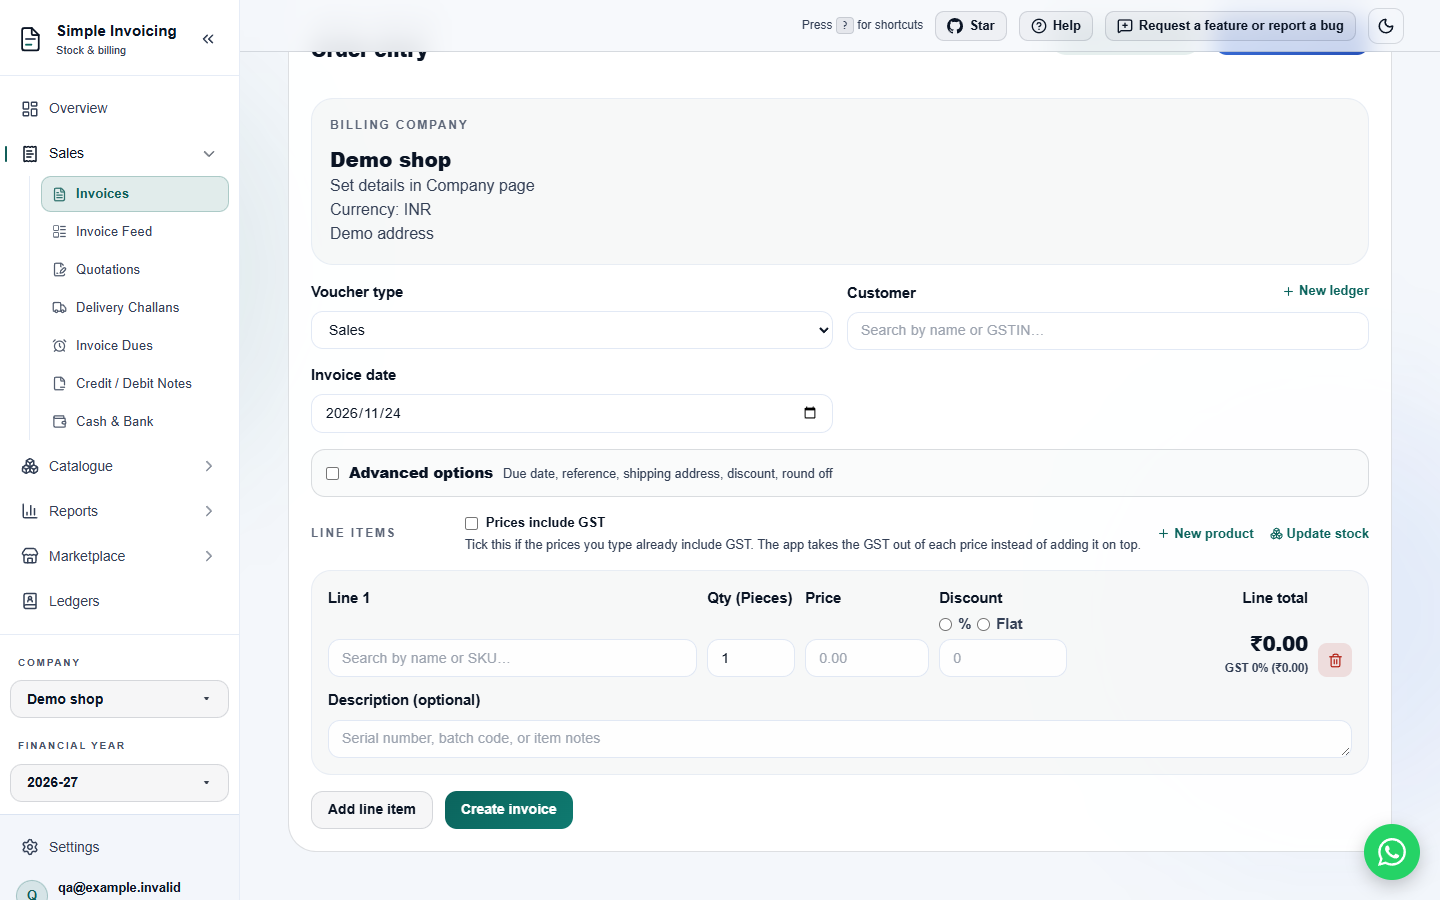 Simple Invoicing
Stock & billing
Overview
Sales
Invoices
Invoice Feed
Quotations
Delivery Challans
Invoice Dues
Credit / Debit Notes
Cash & Bank
Catalogue
Reports
Marketplace
Ledgers
COMPANY
Demo shop
FINANCIAL YEAR
2026-27
Settings
Q
qa@example.invalid
Press ? for shortcuts
Star
Help
Request a feature or report a bug
Order entry
BILLING COMPANY
Demo shop
Set details in Company page
Currency: INR
Demo address
Voucher type
Sales
Customer
+ New ledger
Search by name or GSTIN...
Invoice date
2026/11/24
Advanced options Due date, reference, shipping address, discount, round off
LINE ITEMS
Prices include GST
Tick this if the prices you type already include GST. The app takes the GST out of each price instead of adding it on top.
+ New product
Update stock
Line 1 Qty (Pieces) Price Discount Line total
% Flat
Search by name or SKU... 1 0.00 0
₹0.00
GST 0% (₹0.00)
Description (optional)
Serial number, batch code, or item notes
Add line item
Create invoice